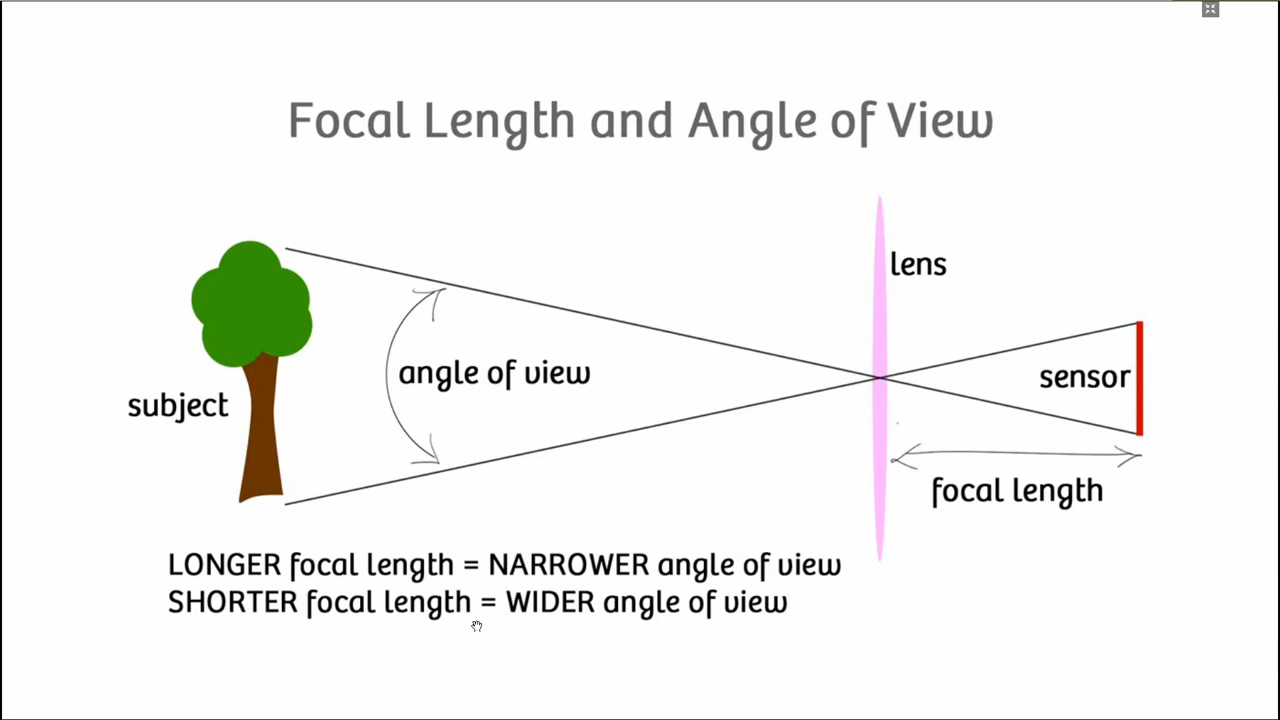 Focal Length and Angle of View
lens
angle of view
sensor
subject
focal length
LONGER focal length = NARROWER angle of view
SHORTER focal length = WIDER angle of view